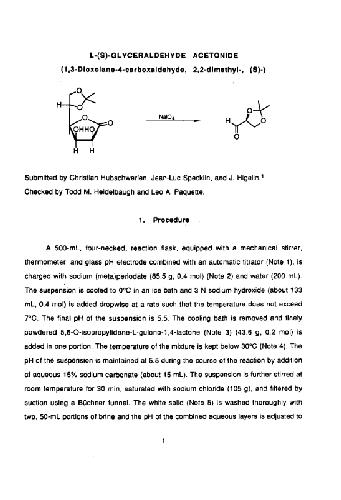 L-(S)-GLYCERALDEHYDE ACETONIDE
(1,3-Dioxolane-4-carboxaldehyde, 2,2-dimethyl-, (S)-)
O
H
O
O
O
OHHO
H H
NaIO₄
O
O
H
O
Submitted by Christian Hubschwerlen, Jean-Luc Specklin, and J. Higelin.¹
Checked by Todd M. Heidelbaugh and Leo A. Paquette.
1. Procedure
A 500-mL, four-necked, reaction flask, equipped with a mechanical stirrer,
thermometer, and glass pH electrode combined with an automatic titrator (Note 1), is
charged with sodium (meta)periodate (85.5 g, 0.4 mol) (Note 2) and water (200 mL).
The suspension is cooled to 0°C in an ice bath and 3 N sodium hydroxide (about 133
mL, 0.4 mol) is added dropwise at a rate such that the temperature does not exceed
7°C. The final pH of the suspension is 5.5. The cooling bath is removed and finely
powdered 5,6-O-isopropylidene-L-gulono-1,4-lactone (Note 3) (43.6 g, 0.2 mol) is
added in one portion. The temperature of the mixture is kept below 30°C (Note 4). The
pH of the suspension is maintained at 5.5 during the course of the reaction by addition
of aqueous 15% sodium carbonate (about 15 mL). The suspension is further stirred at
room temperature for 30 min, saturated with sodium chloride (105 g), and filtered by
suction using a Büchner funnel. The white solid (Note 5) is washed thoroughly with
two, 50-mL portions of brine and the pH of the combined aqueous layers is adjusted to
1